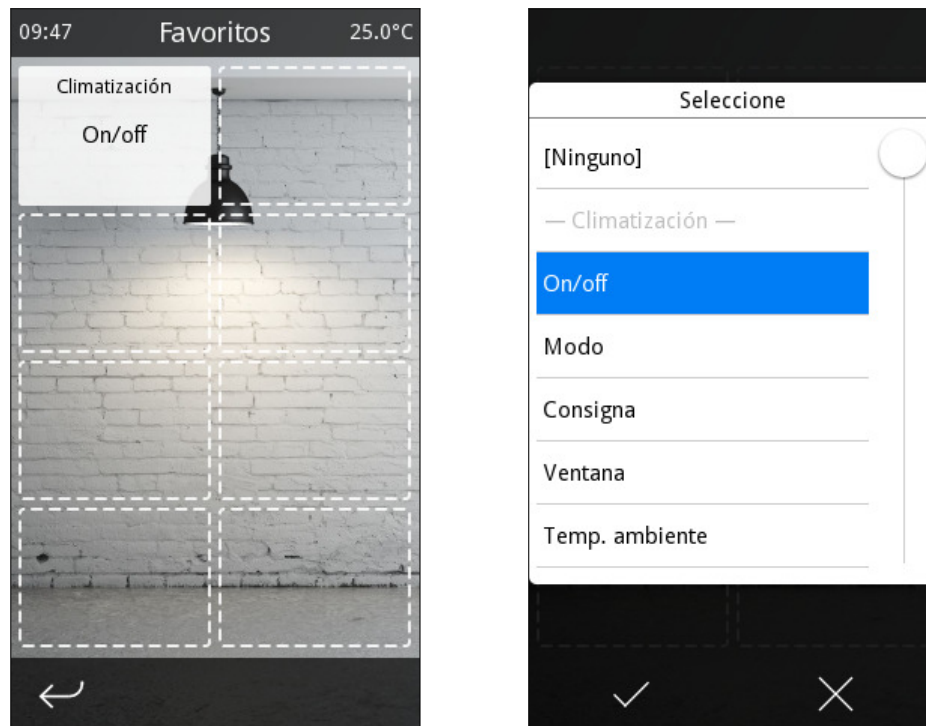 09:47 Favoritos 25.0°C
Climatización
On/off
Seleccione
[Ninguno]
— Climatización —
On/off
Modo
Consigna
Ventana
Temp. ambiente